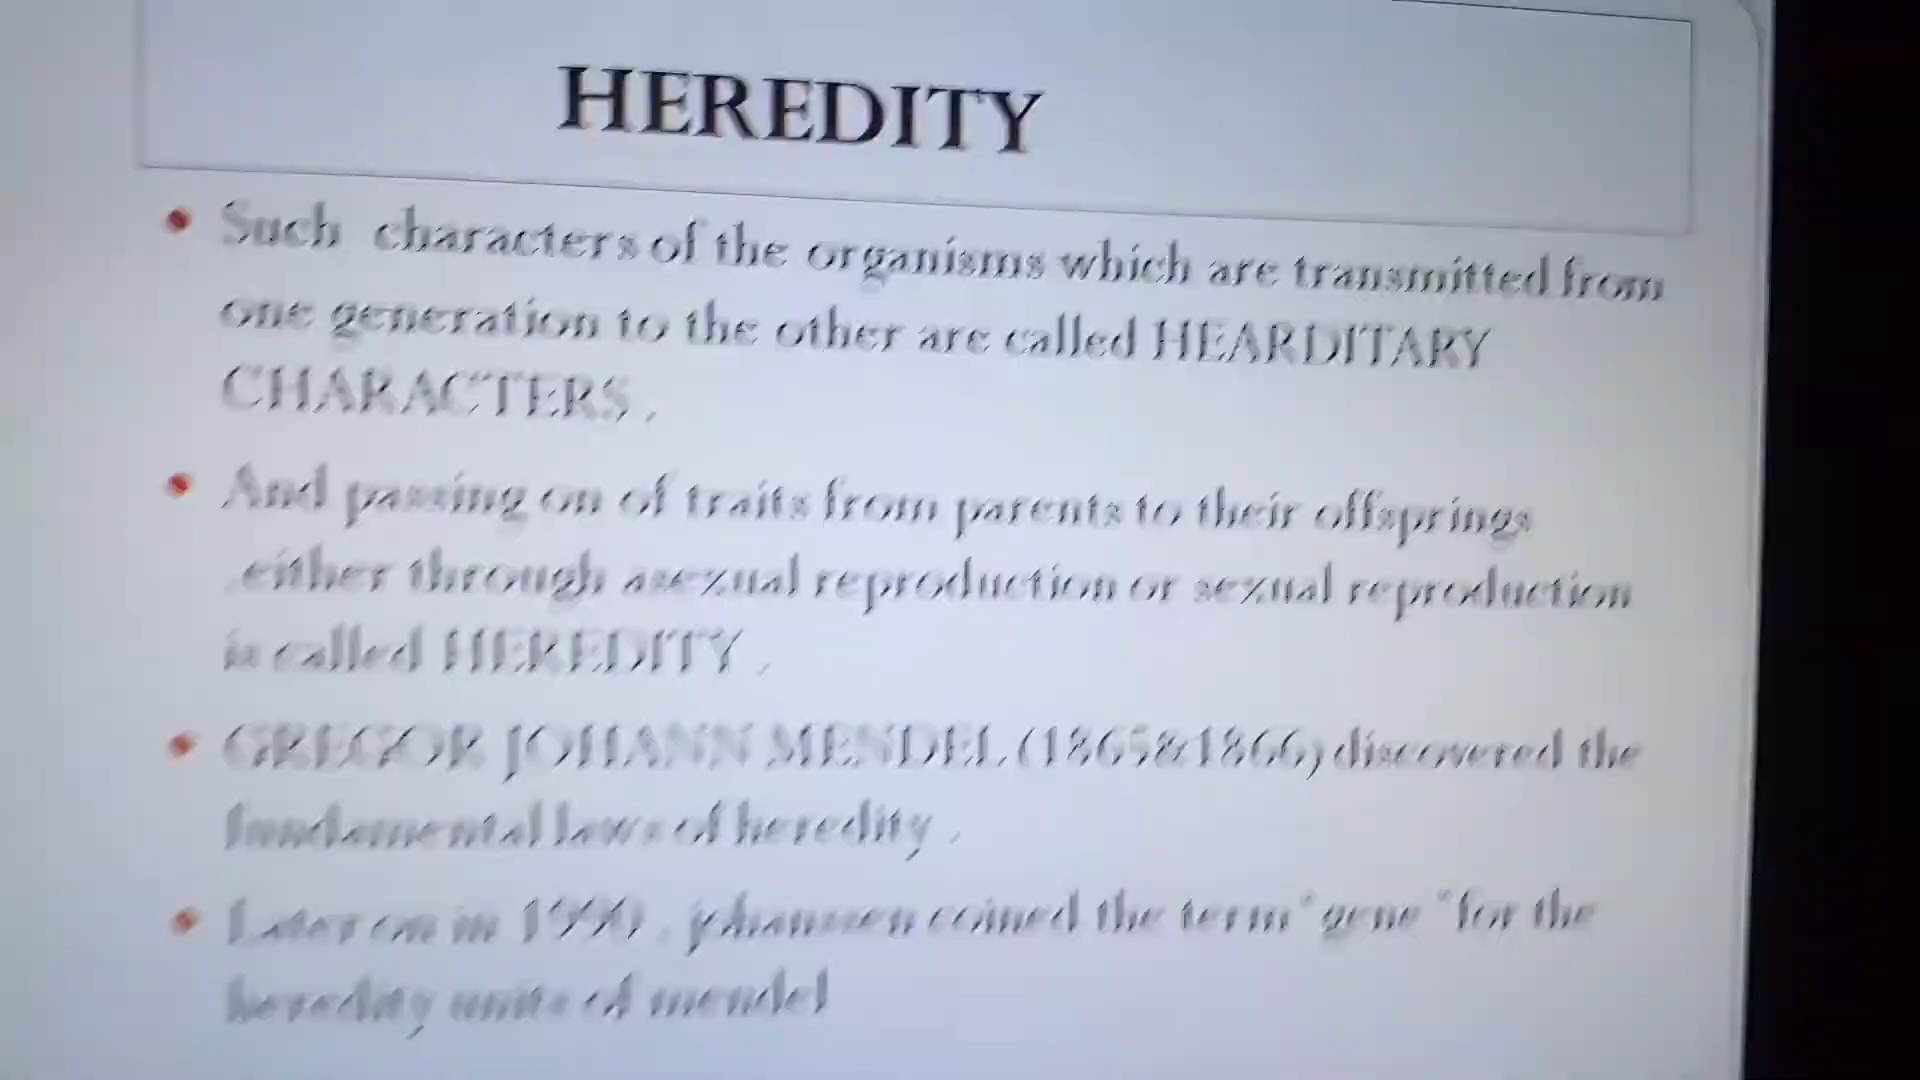 HEREDITY
Such characters of the organisms which are transmitted from
one generation to the other are called HEARDITARY
CHARACTERS .
And passing on of traits from parents to their offsprings
either through asexual reproduction or sexual reproduction
is called HEREDITY .
GREGOR JOHANN MENDEL (1865&1866) discovered the
fundamental laws of heredity .
Later on in , coined the term "gene "for the
heredity units of mendel